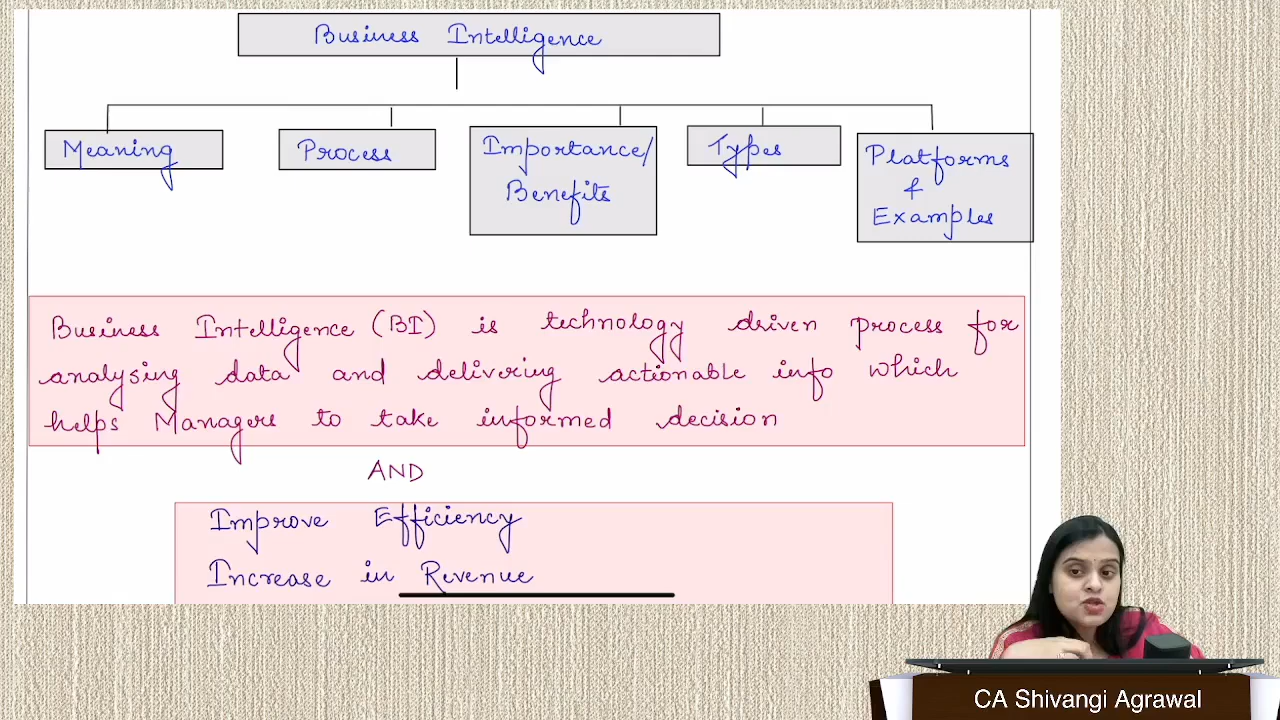 Business Intelligence
Meaning
Process
Importance/
Benefits
Types
Platforms
&
Examples
Business Intelligence (BI) is technology driven process for
analysing data and delivering actionable info which
helps Managers to take informed decision
AND
Improve Efficiency
Increase in Revenue
CA Shivangi Agrawal